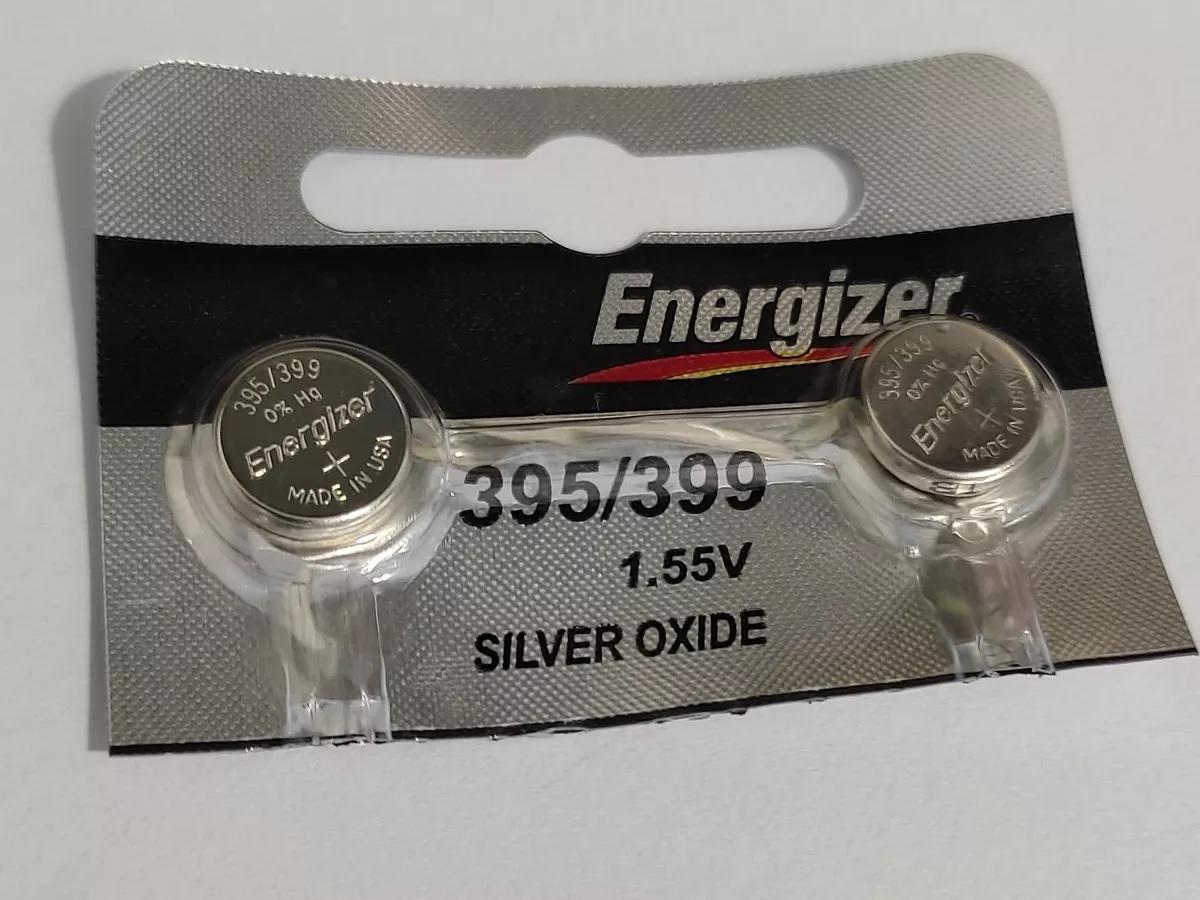 Energizer
395/399
0% Hg
Energizer
+
MADE IN USA
395/399
0% Hg
Energizer
+
MADE IN USA
395/399
1.55V
SILVER OXIDE